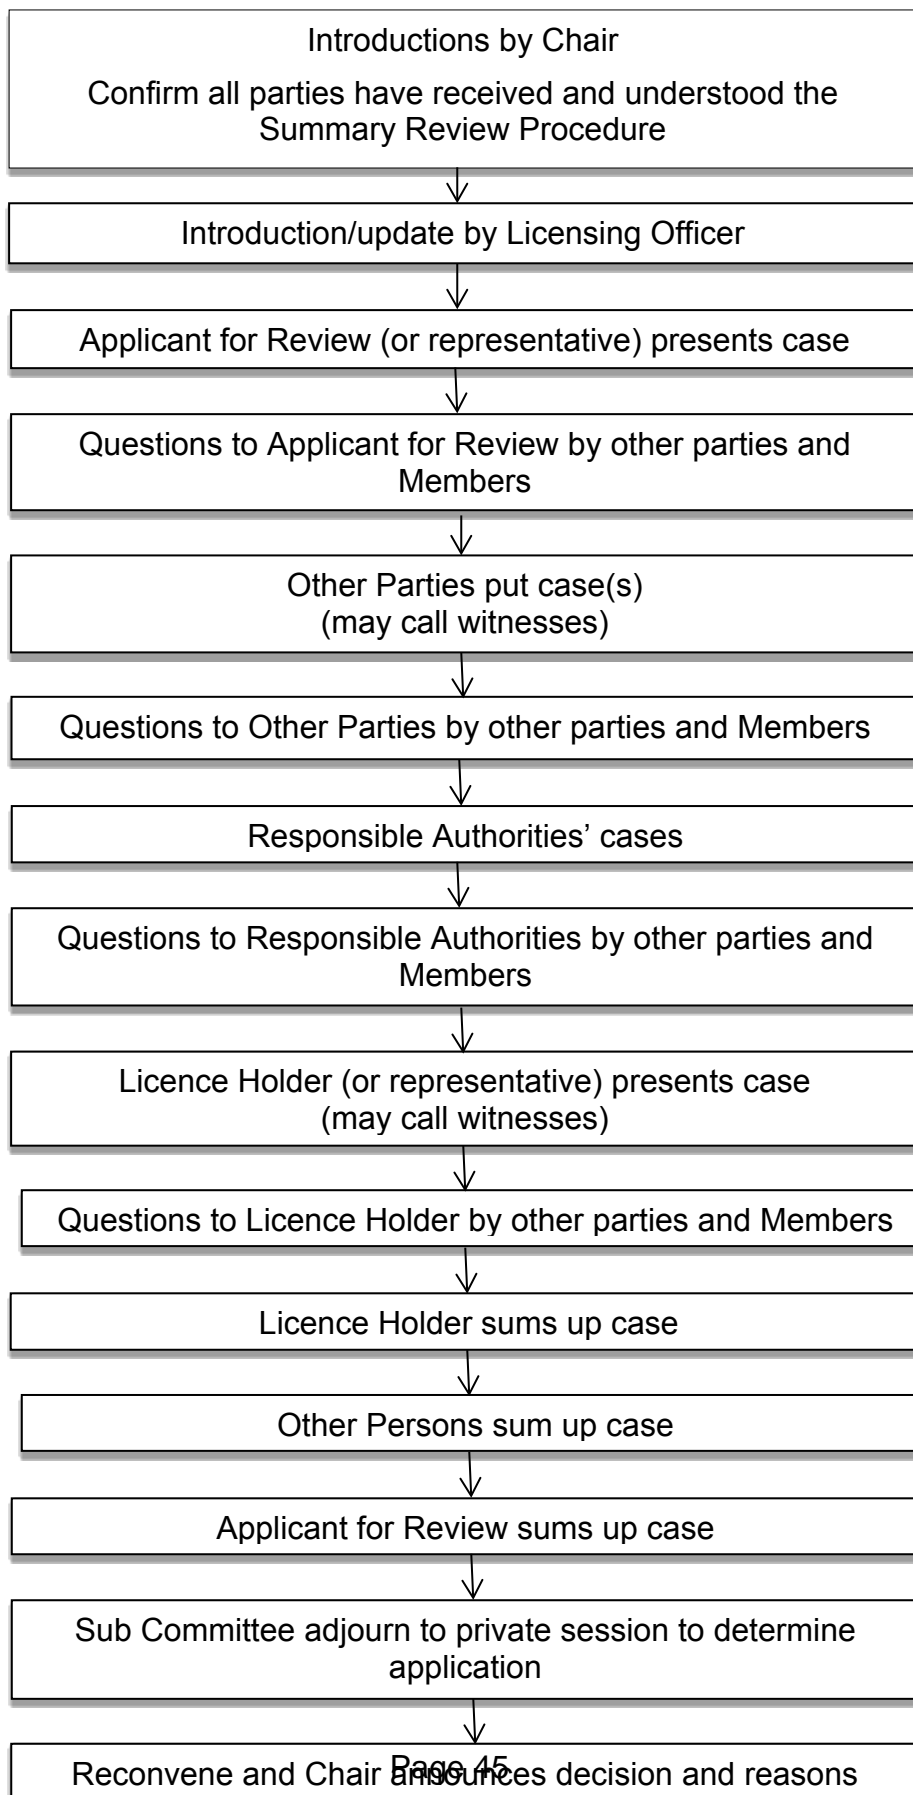 Introductions by Chair
Confirm all parties have received and understood the
Summary Review Procedure
Introduction/update by Licensing Officer
Applicant for Review (or representative) presents case
Questions to Applicant for Review by other parties and
Members
Other Parties put case(s)
(may call witnesses)
Questions to Other Parties by other parties and Members
Responsible Authorities’ cases
Questions to Responsible Authorities by other parties and
Members
Licence Holder (or representative) presents case
(may call witnesses)
Questions to Licence Holder by other parties and Members
Licence Holder sums up case
Other Persons sum up case
Applicant for Review sums up case
Sub Committee adjourn to private session to determine
application
Reconvene and Chair announces decision and reasons
Page 45